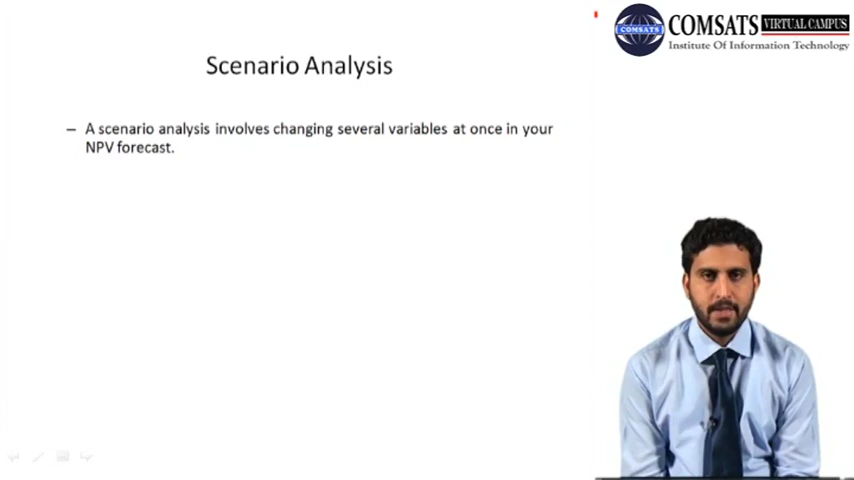 COMSATS VIRTUAL CAMPUS
COMSATS
Institute Of Information Technology
Scenario Analysis
– A scenario analysis involves changing several variables at once in your
NPV forecast.